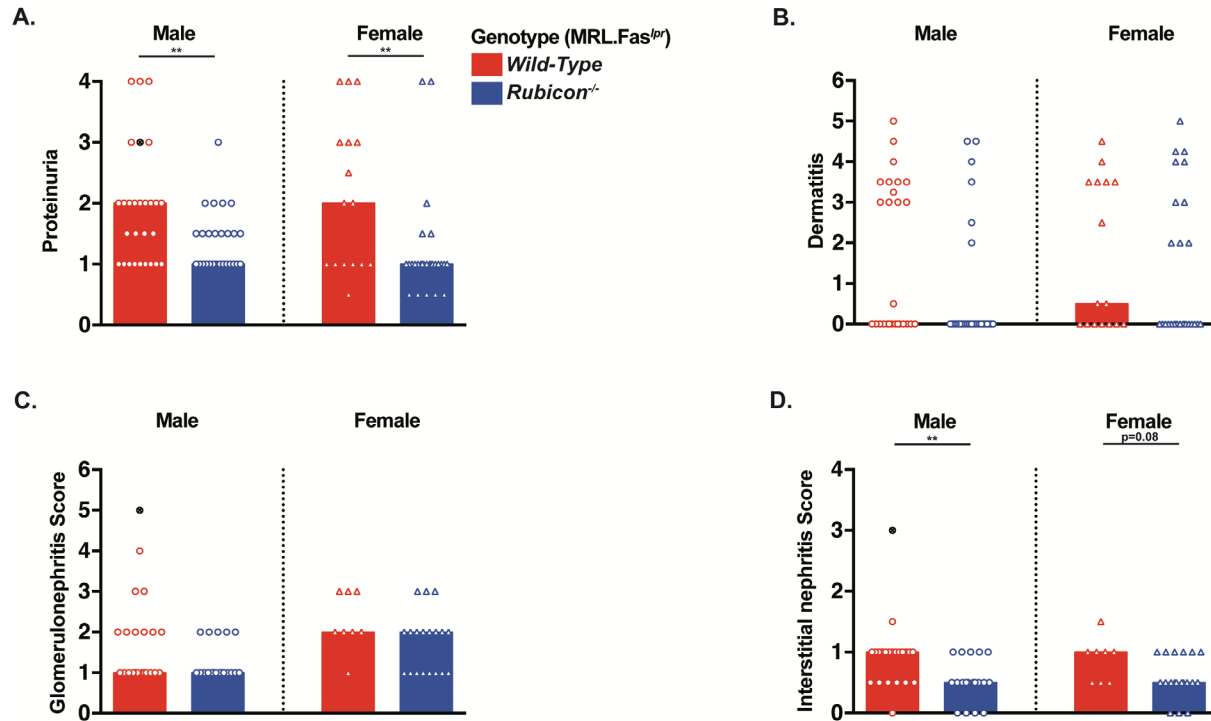 A.
Male
**
Female
**
Genotype (MRL.Fas^lpr)
Wild-Type
Rubicon^-/-
Proteinuria
4
3
2
1
0
B.
Male
Female
Dermatitis
6
5
4
3
2
1
0
C.
Male
Female
Glomerulonephritis Score
6
5
4
3
2
1
0
D.
Male
**
Female
p=0.08
Interstitial nephritis Score
4
3
2
1
0